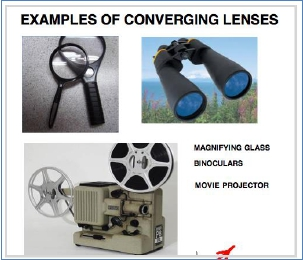 EXAMPLES OF CONVERGING LENSES
MAGNIFYING GLASS
BINOCULARS
MOVIE PROJECTOR